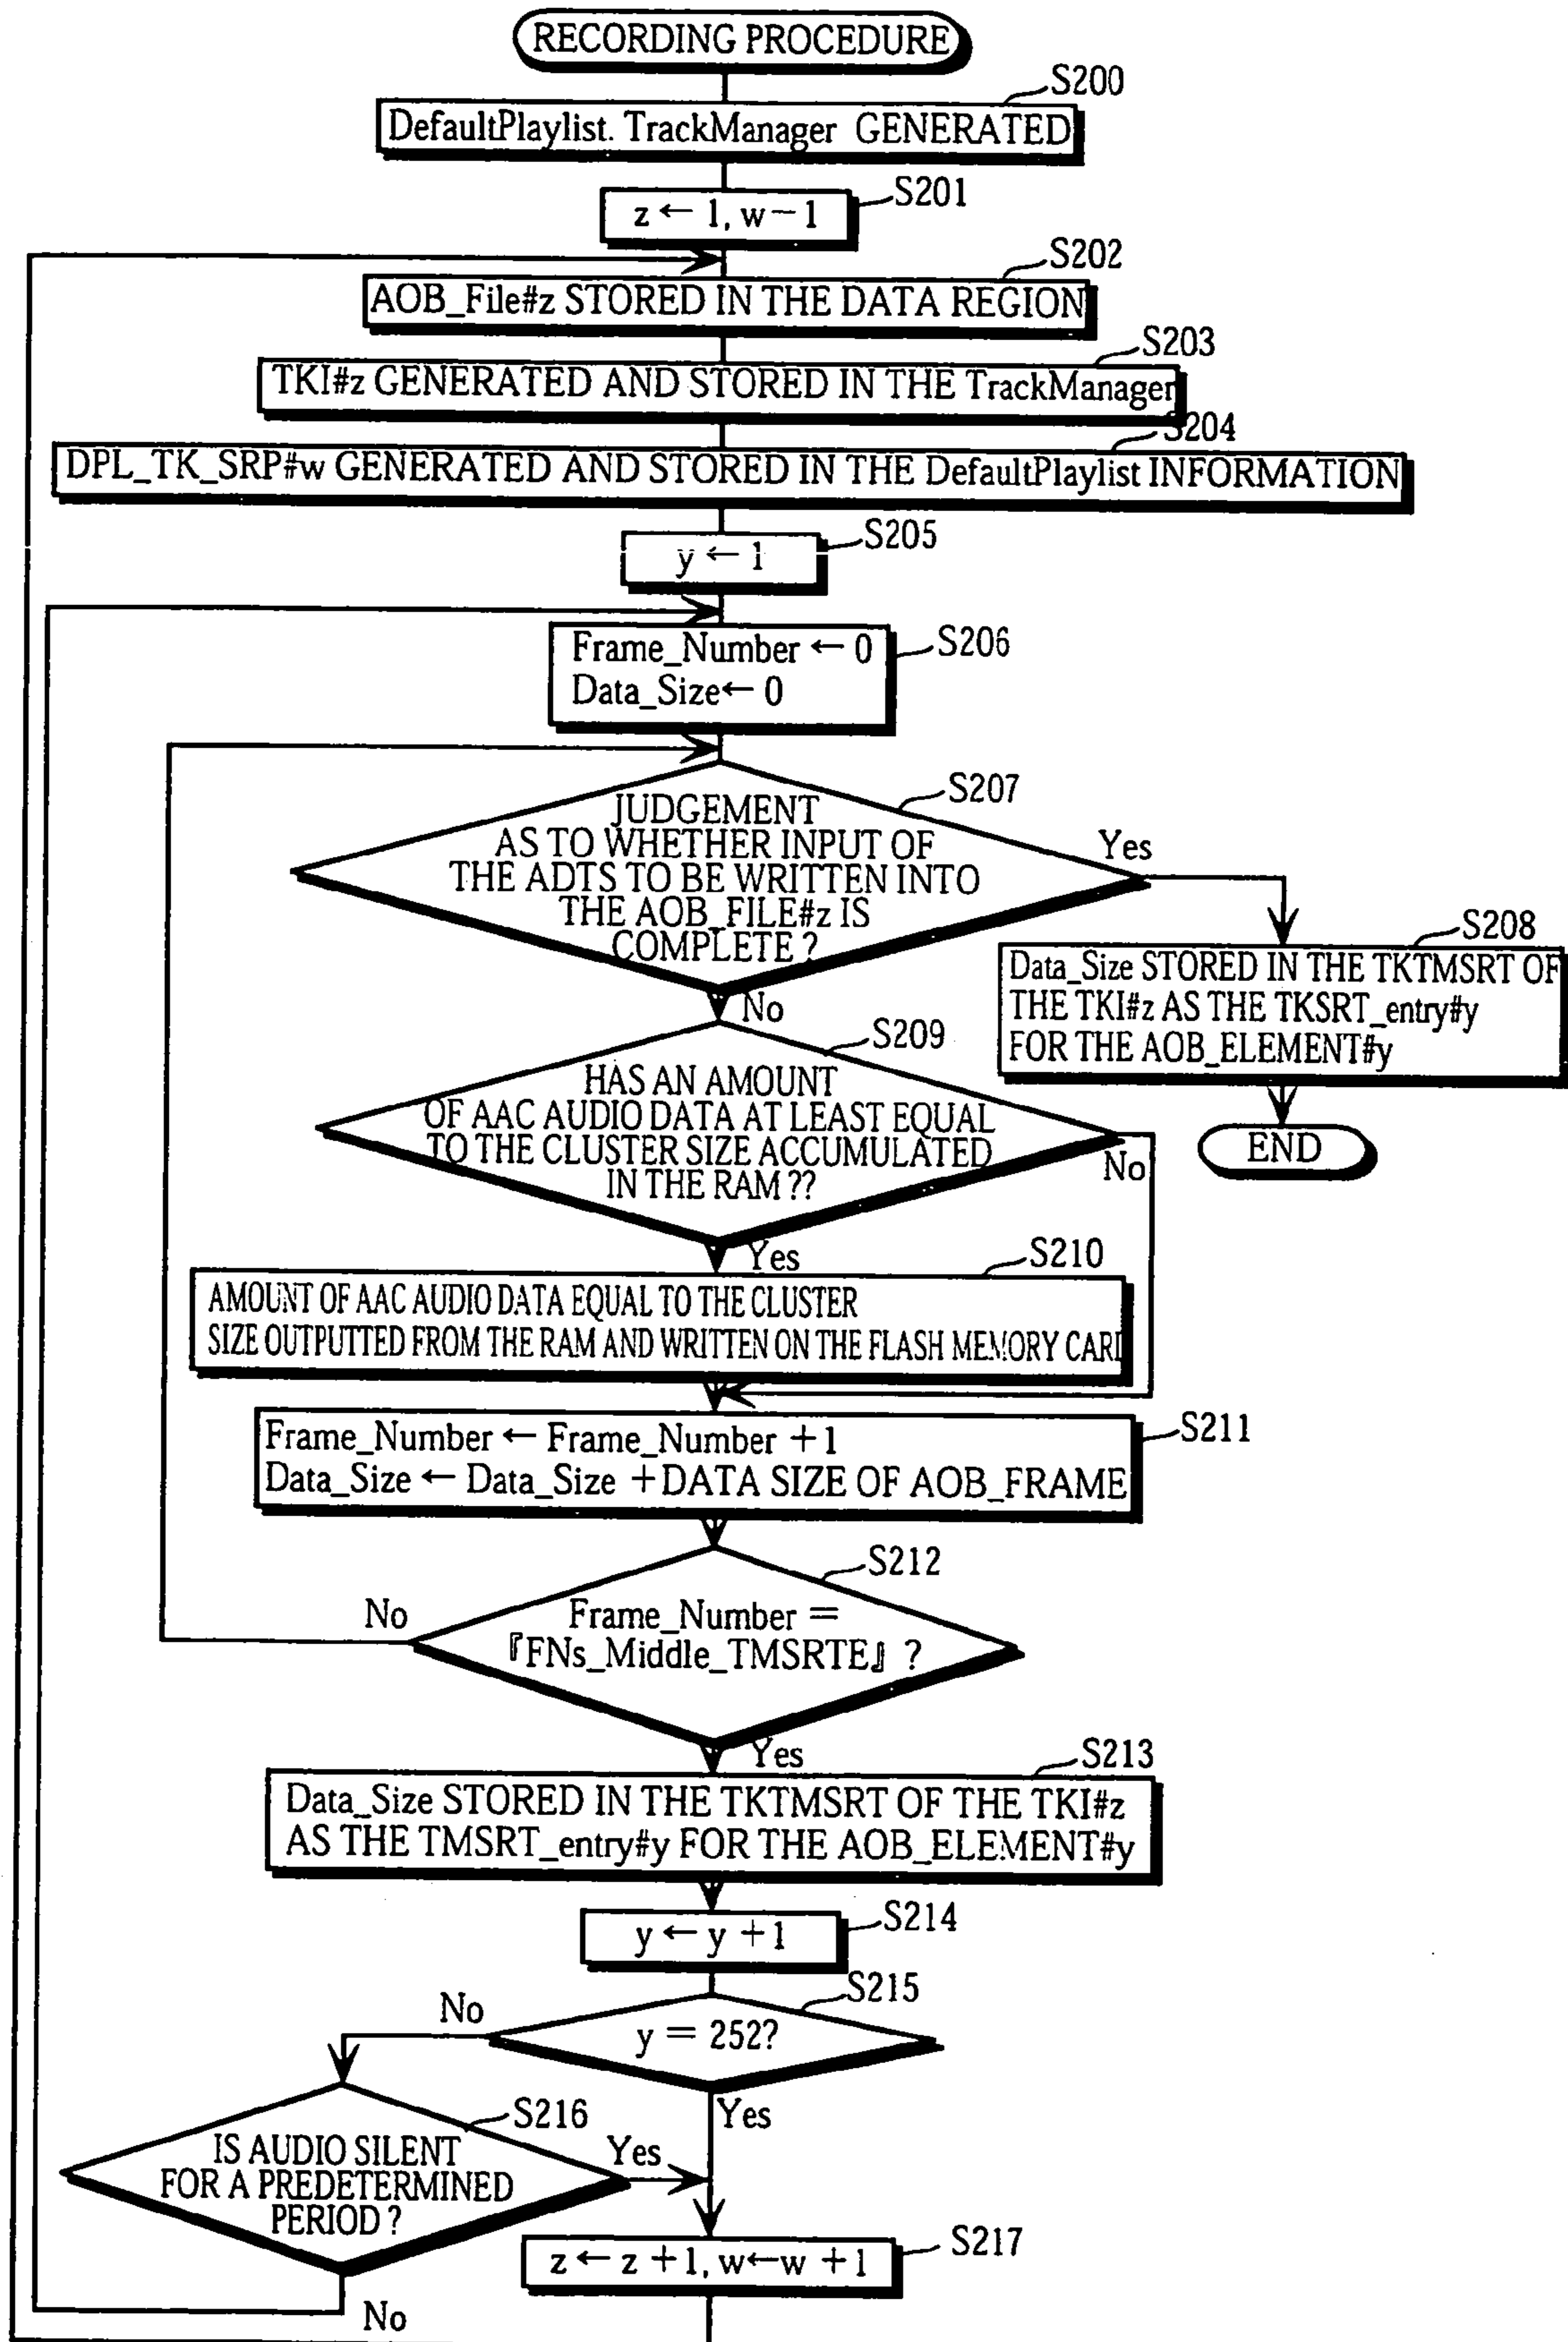 RECORDING PROCEDURE
S200
DefaultPlaylist. TrackManager GENERATED
S201
z ← 1, w − 1
S202
AOB_File#z STORED IN THE DATA REGION
S203
TKI#z GENERATED AND STORED IN THE TrackManager
S204
DPL_TK_SRP#w GENERATED AND STORED IN THE DefaultPlaylist INFORMATION
S205
y ← 1
S206
Frame_Number ← 0
Data_Size← 0
S207
JUDGEMENT
AS TO WHETHER INPUT OF
THE ADTS TO BE WRITTEN INTO
THE AOB_FILE#z IS
COMPLETE ?
Yes
No
S208
Data_Size STORED IN THE TKTMSRT OF
THE TKI#z AS THE TKSRT_entry#y
FOR THE AOB_ELEMENT#y
END
S209
HAS AN AMOUNT
OF AAC AUDIO DATA AT LEAST EQUAL
TO THE CLUSTER SIZE ACCUMULATED
IN THE RAM ??
No
Yes
S210
AMOUNT OF AAC AUDIO DATA EQUAL TO THE CLUSTER
SIZE OUTPUTTED FROM THE RAM AND WRITTEN ON THE FLASH MEMORY CARD
S211
Frame_Number ← Frame_Number +1
Data_Size ← Data_Size +DATA SIZE OF AOB_FRAME
S212
Frame_Number =
『FNs_Middle_TMSRTE』 ?
No
Yes
S213
Data_Size STORED IN THE TKTMSRT OF THE TKI#z
AS THE TMSRT_entry#y FOR THE AOB_ELEMENT#y
S214
y ← y +1
S215
y = 252?
No
Yes
S216
IS AUDIO SILENT
FOR A PREDETERMINED
PERIOD ?
Yes
No
S217
z ← z +1, w←w +1